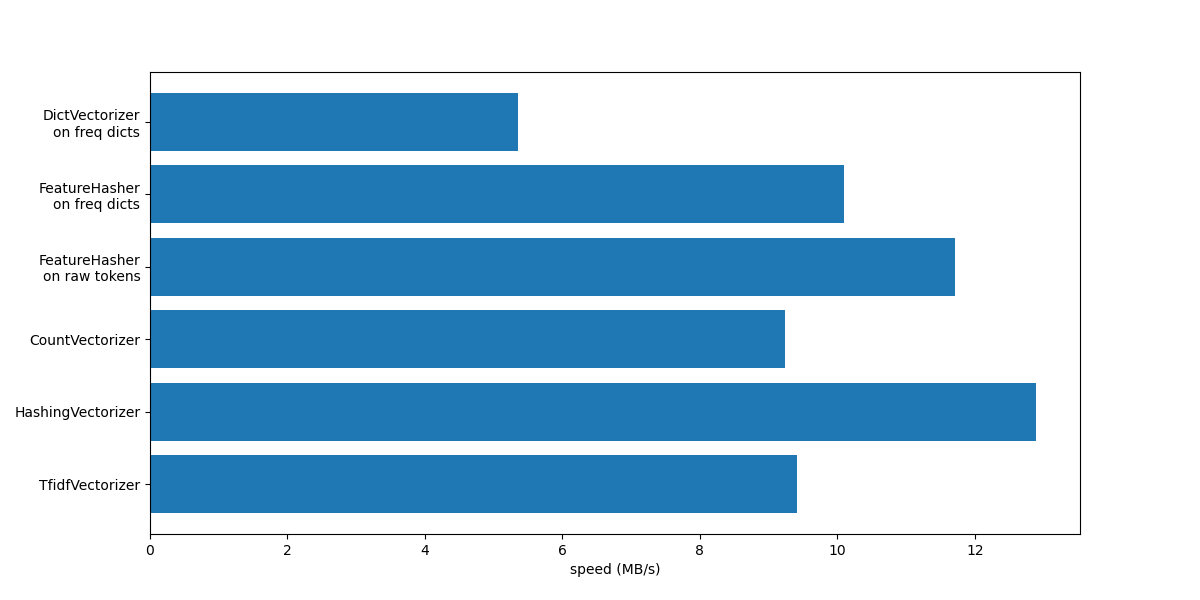 DictVectorizer
on freq dicts
FeatureHasher
on freq dicts
FeatureHasher
on raw tokens
CountVectorizer
HashingVectorizer
TfidfVectorizer
0 2 4 6 8 10 12
speed (MB/s)